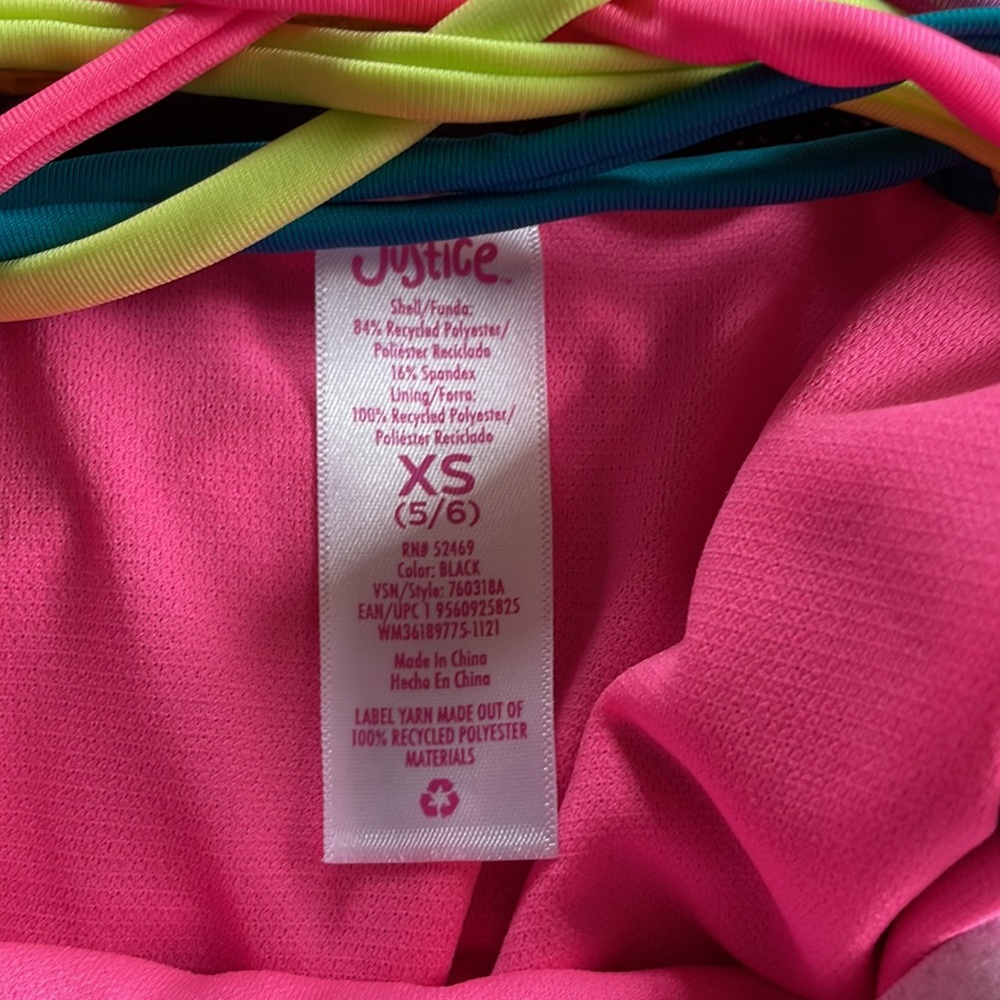 Justice™
Shell/Funda:
84% Recycled Polyester/
Poliéster Reciclado
16% Spandex
Lining/Forro:
100% Recycled Polyester/
Poliéster Reciclado
XS
(5/6)
RN# 52469
Color: BLACK
VSN/Style: 760318A
EAN/UPC 1 9560925825
WM36189775-1121
Made In China
Hecho En China
LABEL YARN MADE OUT OF
100% RECYCLED POLYESTER
MATERIALS